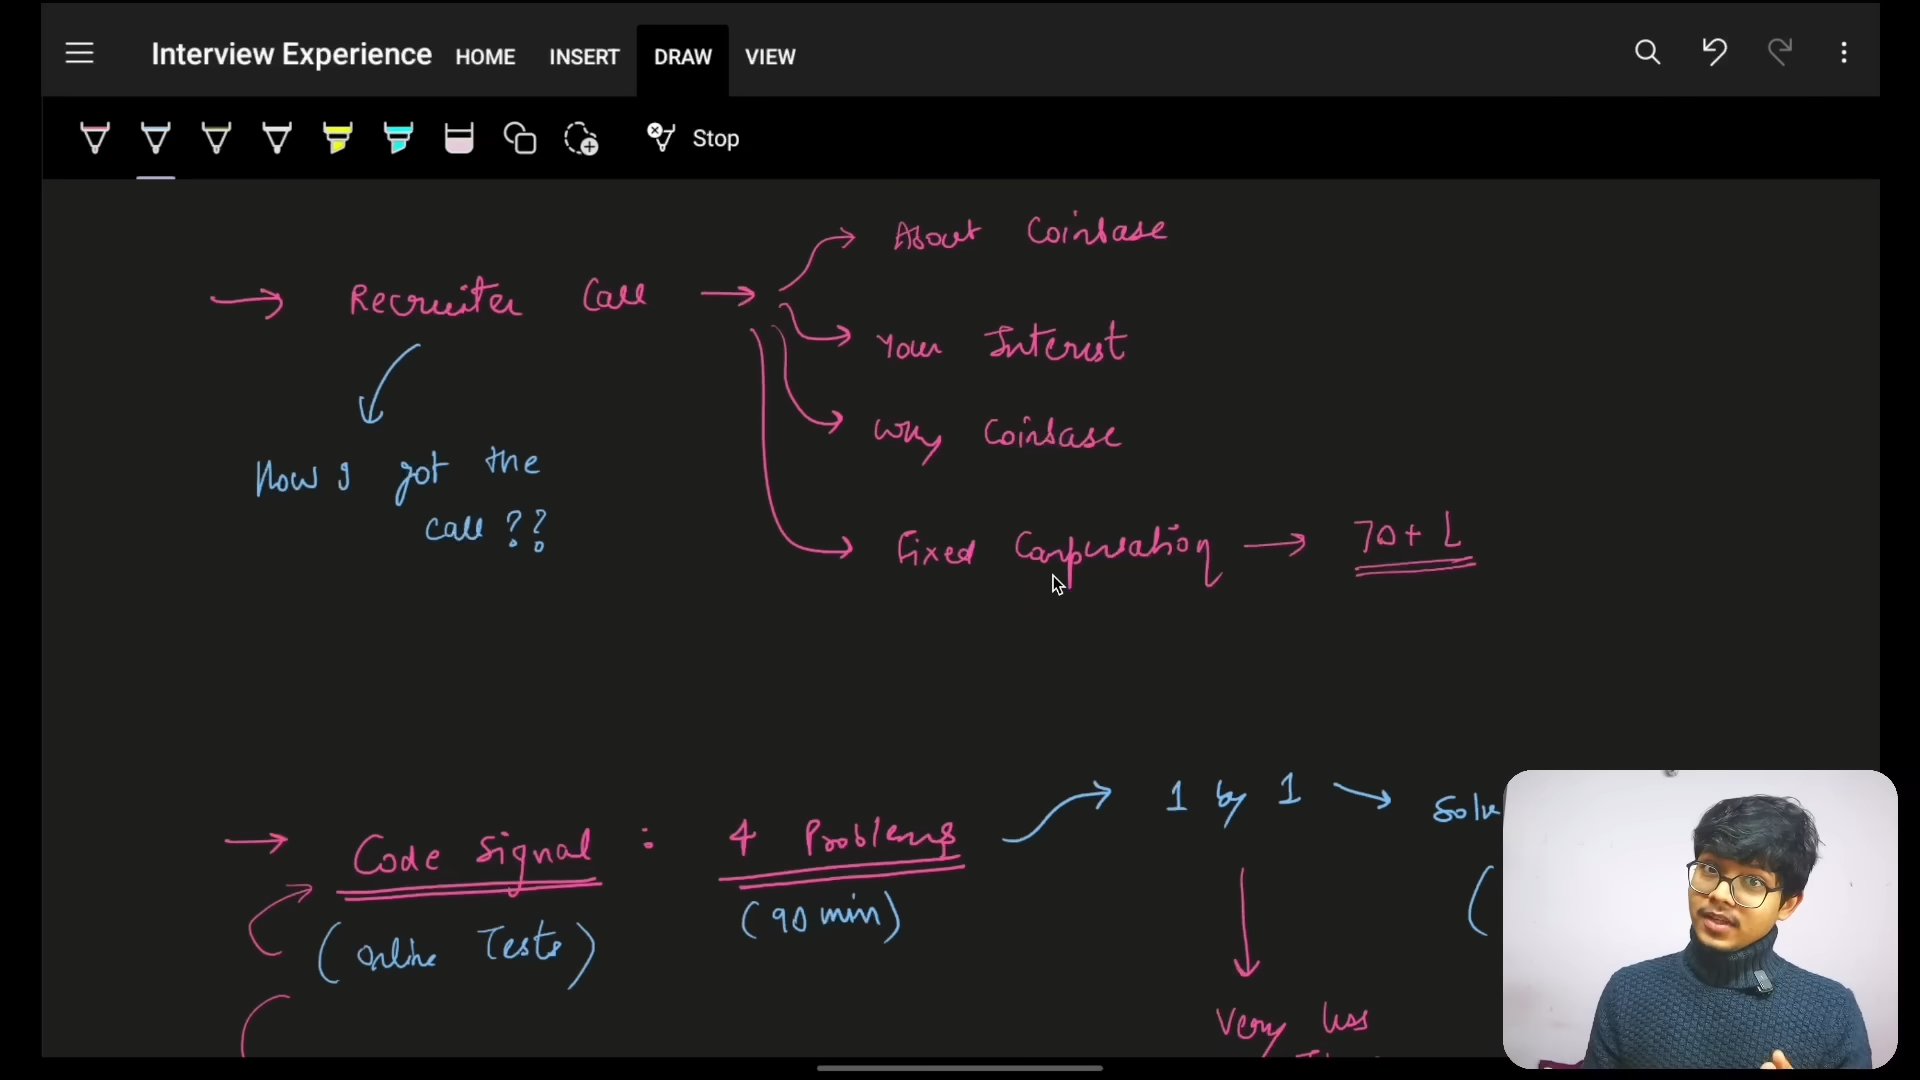 Interview Experience HOME INSERT DRAW VIEW
Stop
About Coinbase
Recruiter Call
Your Interest
Why Coinbase
How I got the
call ??
Fixed Compensation 70+ L
1 by 1 Solve
Code Signal : 4 Problems
(90 min)
(Online Tests)
Very less